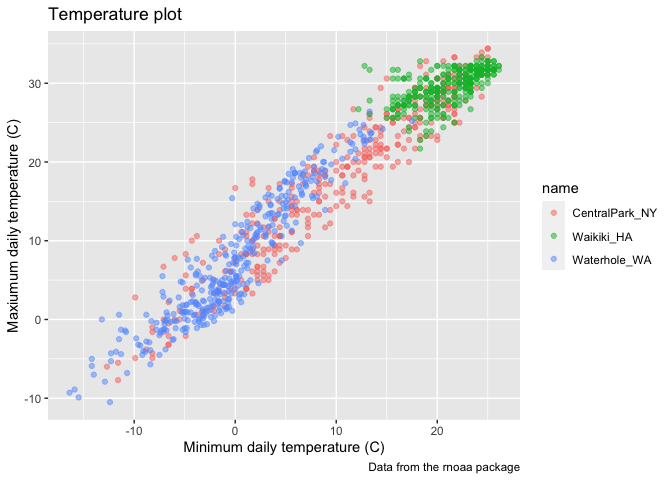 Temperature plot
30
20
10
0
-10
Maxiumum daily temperature (C)
-10
0
10
20
Minimum daily temperature (C)
name
CentralPark_NY
Waikiki_HA
Waterhole_WA
Data from the rnoaa package